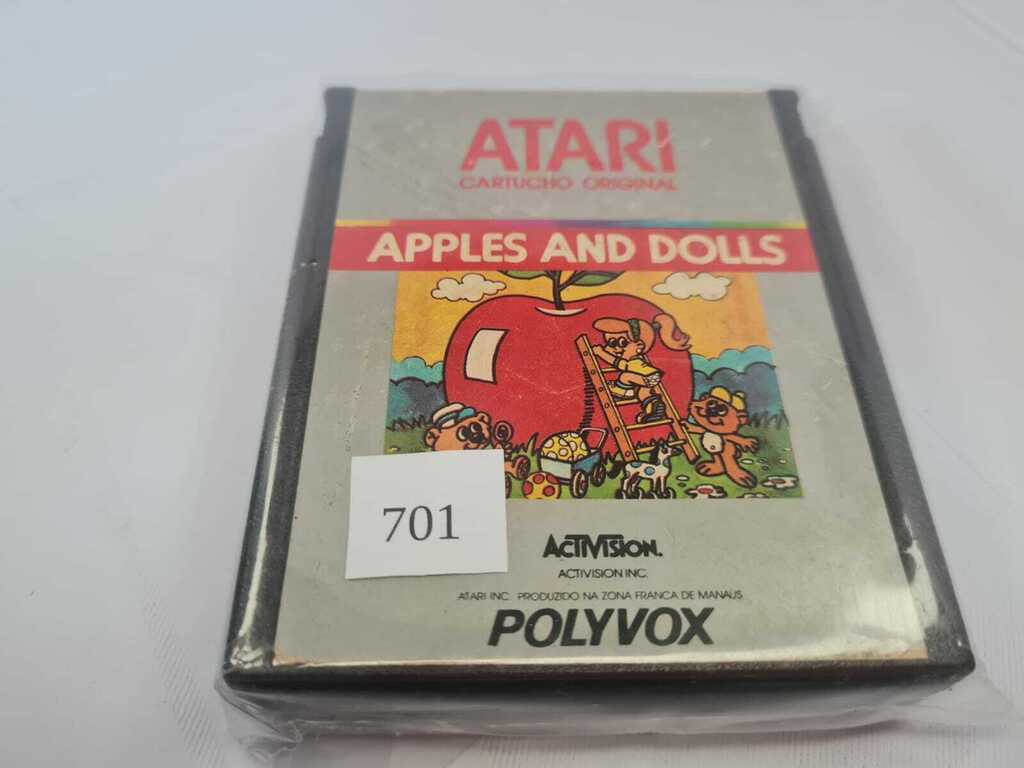 ATARI
CARTUCHO ORIGINAL
APPLES AND DOLLS
701
ACTIVISION.
ACTIVISION INC.
ATARI INC. PRODUZIDO NA ZONA FRANCA DE MANAUS
POLYVOX